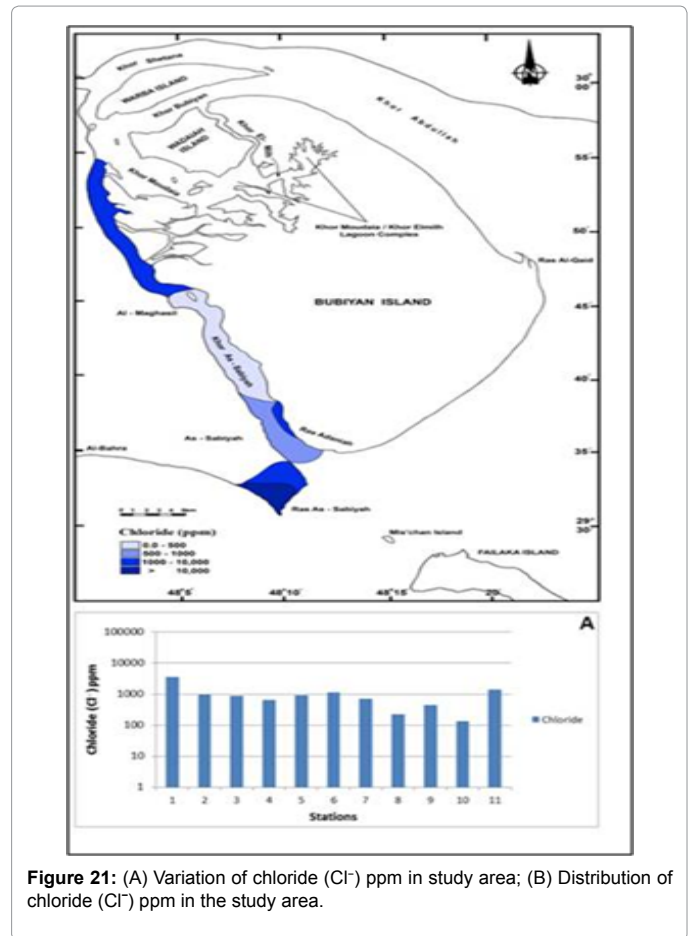 Khor Shetana
WARBA ISLAND
Khor Bubiyan
WADAIAH
ISLAND
Khor Abdullah
30°
00'
55'
Khor Moudaia
50'
Khor Moudaia / Khor Elmith
Lagoon Complex
Ras Al-Qaid
BUBIYAN ISLAND
45'
Al - Maghasil
Khor As - Sabiyah
40'
As - Sabiyah
Al-Bahra
35'
Ras As - Sabiyah
29°
30'
FAILAKA ISLAND
Chloride (ppm)
0.0 - 500
500 - 1000
1000 - 10,000
> 10,000
48°5'
48°10'
48°15'
20'
A
100000
10000
1000
100
10
1
Chloride (Cl⁻) ppm
Chloride
1 2 3 4 5 6 7 8 9 10 11
Stations
Figure 21: (A) Variation of chloride (Cl⁻) ppm in study area; (B) Distribution of
chloride (Cl⁻) ppm in the study area.